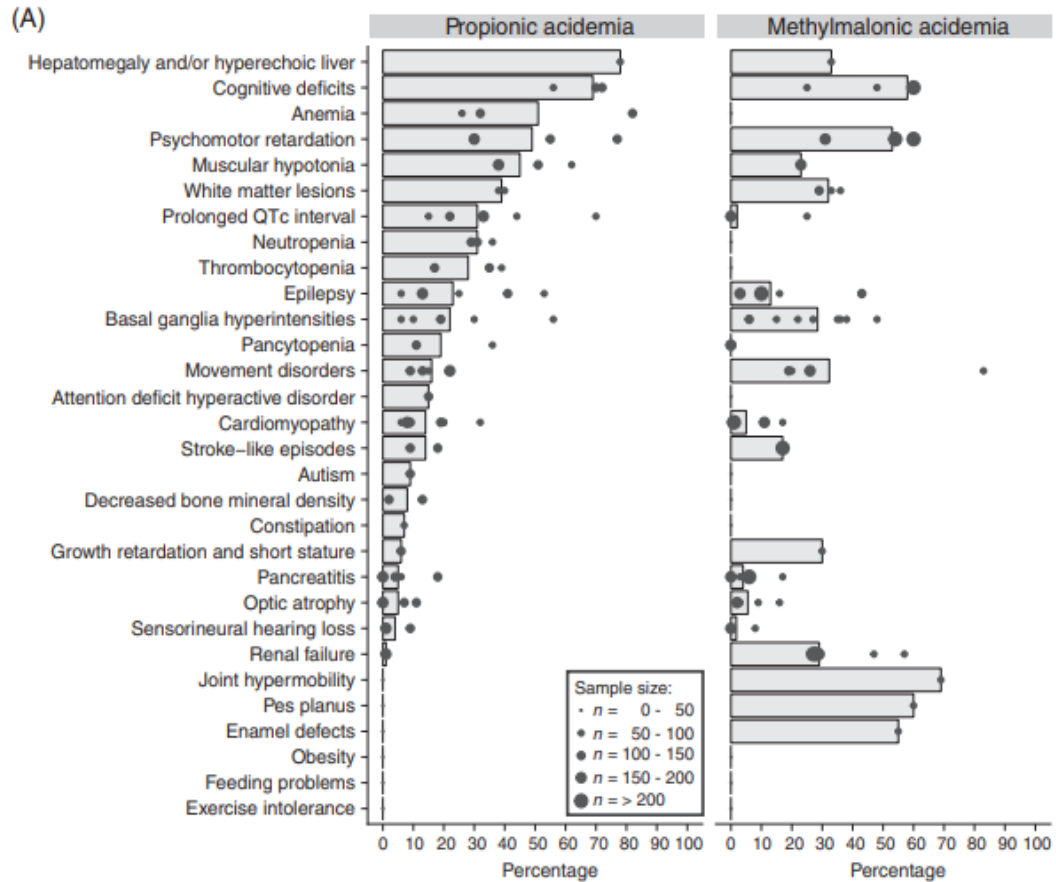 (A)
Propionic acidemia Methylmalonic acidemia
Hepatomegaly and/or hyperechoic liver
Cognitive deficits
Anemia
Psychomotor retardation
Muscular hypotonia
White matter lesions
Prolonged QTc interval
Neutropenia
Thrombocytopenia
Epilepsy
Basal ganglia hyperintensities
Pancytopenia
Movement disorders
Attention deficit hyperactive disorder
Cardiomyopathy
Stroke−like episodes
Autism
Decreased bone mineral density
Constipation
Growth retardation and short stature
Pancreatitis
Optic atrophy
Sensorineural hearing loss
Renal failure
Joint hypermobility
Pes planus
Enamel defects
Obesity
Feeding problems
Exercise intolerance
Sample size:
n = 0 - 50
n = 50 - 100
n = 100 - 150
n = 150 - 200
n = > 200
0 10 20 30 40 50 60 70 80 90 100 0 10 20 30 40 50 60 70 80 90 100
Percentage Percentage